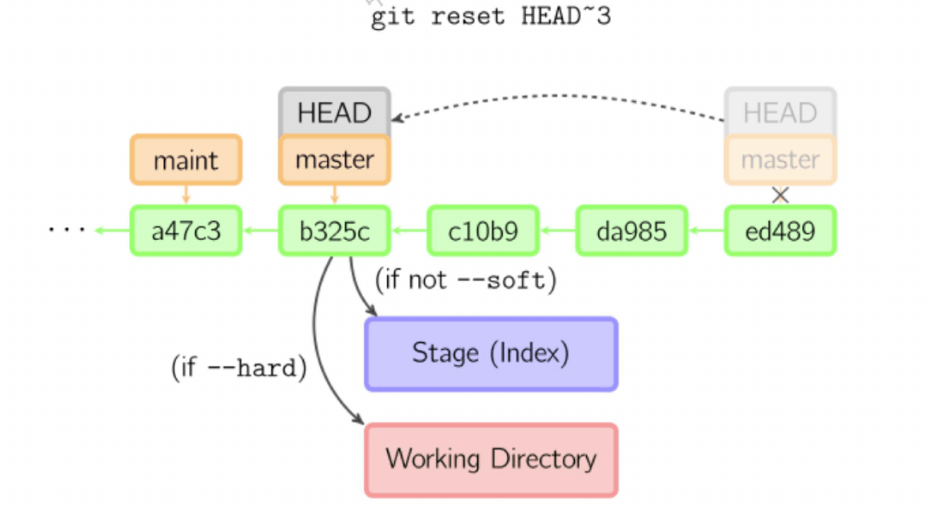 git reset HEAD~3
HEAD
HEAD
maint
master
master
...
a47c3
b325c
c10b9
da985
ed489
(if not --soft)
Stage (Index)
(if --hard)
Working Directory